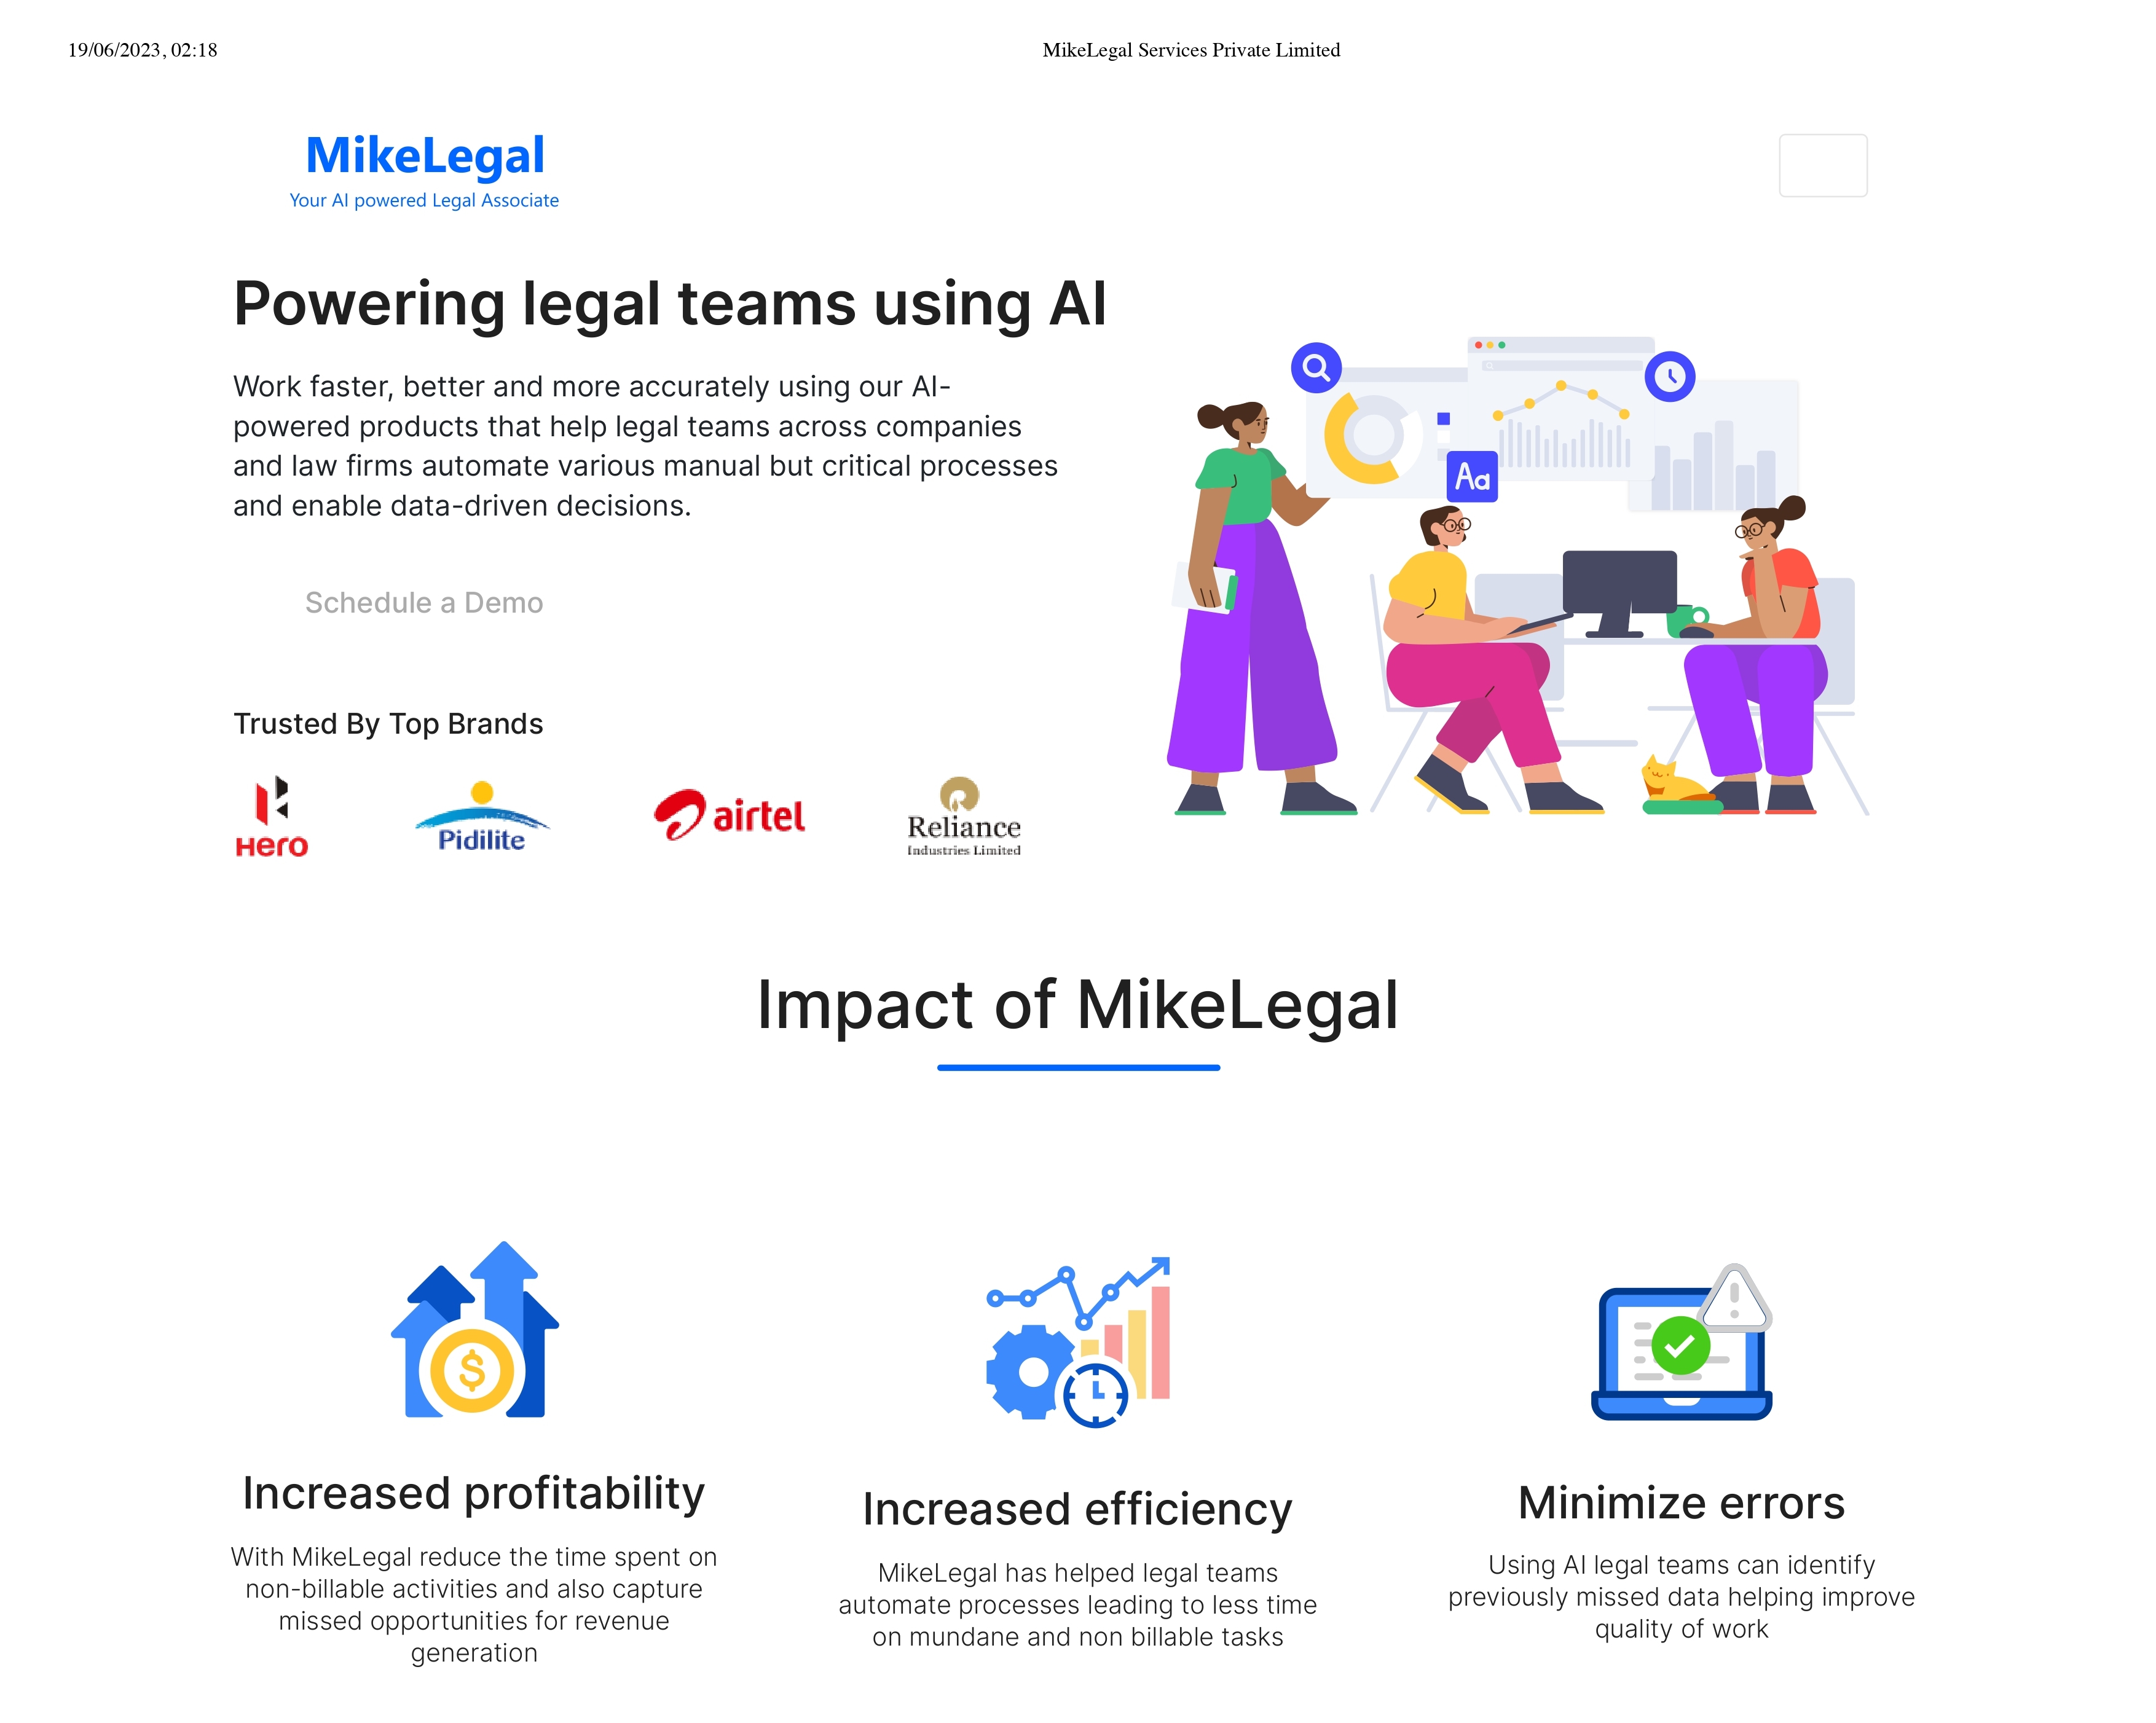 19/06/2023, 02:18
MikeLegal Services Private Limited
MikeLegal
Your AI powered Legal Associate
Powering legal teams using AI
Work faster, better and more accurately using our AI-
powered products that help legal teams across companies
and law firms automate various manual but critical processes
and enable data-driven decisions.
Schedule a Demo
Aa
Trusted By Top Brands
Hero
Pidilite
airtel
Reliance
Industries Limited
Impact of MikeLegal
$
Increased profitability
With MikeLegal reduce the time spent on
non-billable activities and also capture
missed opportunities for revenue
generation
Increased efficiency
MikeLegal has helped legal teams
automate processes leading to less time
on mundane and non billable tasks
Minimize errors
Using AI legal teams can identify
previously missed data helping improve
quality of work